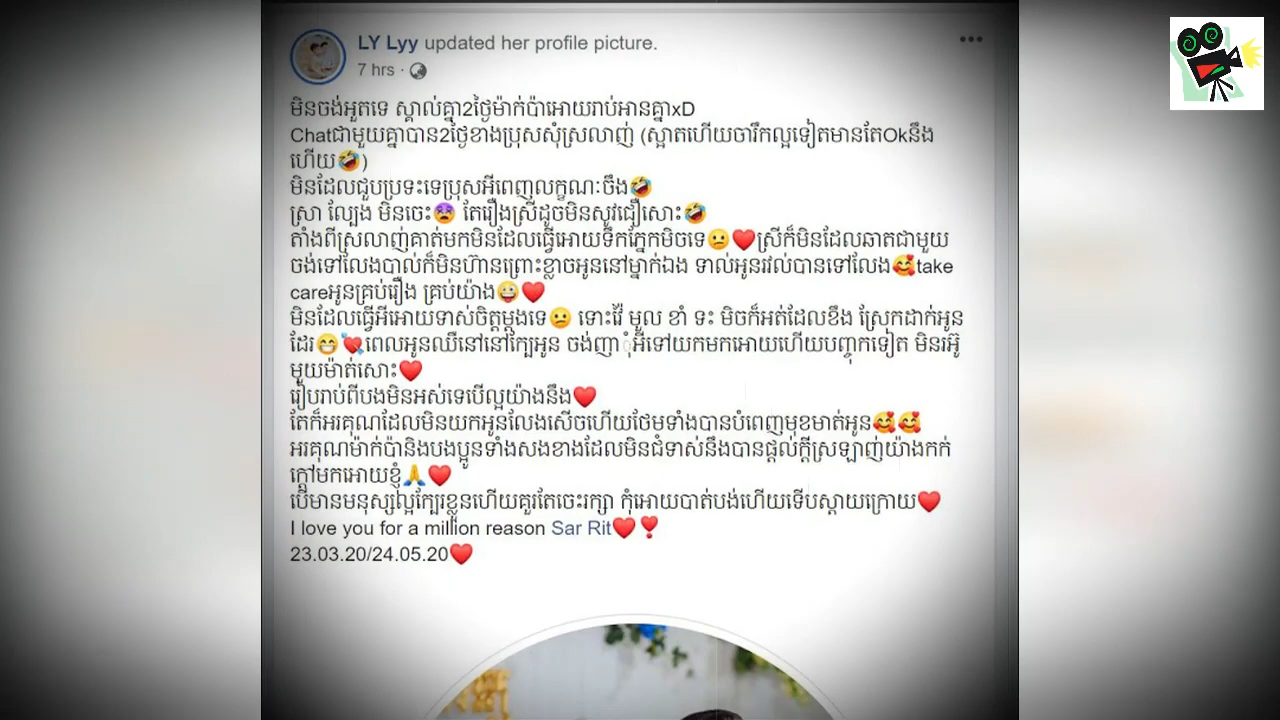 LY Lyy updated her profile picture.
7 hrs ·
មិនចង់អួតទេ ស្គាល់គ្នា2ថ្ងៃម៉ាក់ប៉ាអោយរាប់អានគ្នាxD
Chatជាមួយគ្នាបាន2ថ្ងៃខាងប្រុសសុំស្រលាញ់ (ស្អាតហើយចារឹកល្អទៀតមានតែOkនឹង
ហើយ🤣)
មិនដែលជួបប្រទះទេប្រុសអីពេញលក្ខណៈចឹង🤣
ស្រា ល្បែង មិនចេះ😭 តែរឿងស្រីដូចមិនសូវជឿសោះ🤣
តាំងពីស្រលាញ់គាត់មកមិនដែលធ្វើអោយទឹកភ្នែកមិចទេ😕❤️ស្រីក៏មិនដែលឆាតជាមួយ
ចង់ទៅលែងបាល់ក៏មិនហ៊ានព្រោះខ្លាចអូននៅម្នាក់ឯង ទាល់អូនរវល់បានទៅលែង🥰take
careអូនគ្រប់រឿង គ្រប់យ៉ាង😀❤️
មិនដែលធ្វើអីអោយទាស់ចិត្តម្ដងទេ😕 ទោះវ៉ៃ មួល ខាំ ទះ មិចក៏អត់ដែលខឹង ស្រែកដាក់អូន
ដែរ😁💘ពេលអូនឈឺនៅនៅក្បែអូន ចង់ញាុំអីទៅយកមកអោយហើយបញ្ចុកទៀត មិនរអ៊ូ
មួយម៉ាត់សោះ❤️
រៀបរាប់ពីបងមិនអស់ទេបើល្អយ៉ាងនឹង❤️
តែក៏អរគុណដែលមិនយកអូនលែងសើចហើយថែមទាំងបានបំពេញមុខមាត់អូន🥰🥰
អរគុណម៉ាក់ប៉ានិងបងប្អូនទាំងសងខាងដែលមិនជំទាស់នឹងបានផ្ដល់ក្ដីស្រឡាញ់យ៉ាងកក់
ក្ដៅមកអោយខ្ញុំ🙏❤️
បើមានមនុស្សល្អក្បែរខ្លួនហើយគួរតែចេះរក្សា កុំអោយបាត់បង់ហើយទើបស្ដាយក្រោយ❤️
I love you for a million reason Sar Rit❤️❣️
23.03.20/24.05.20❤️